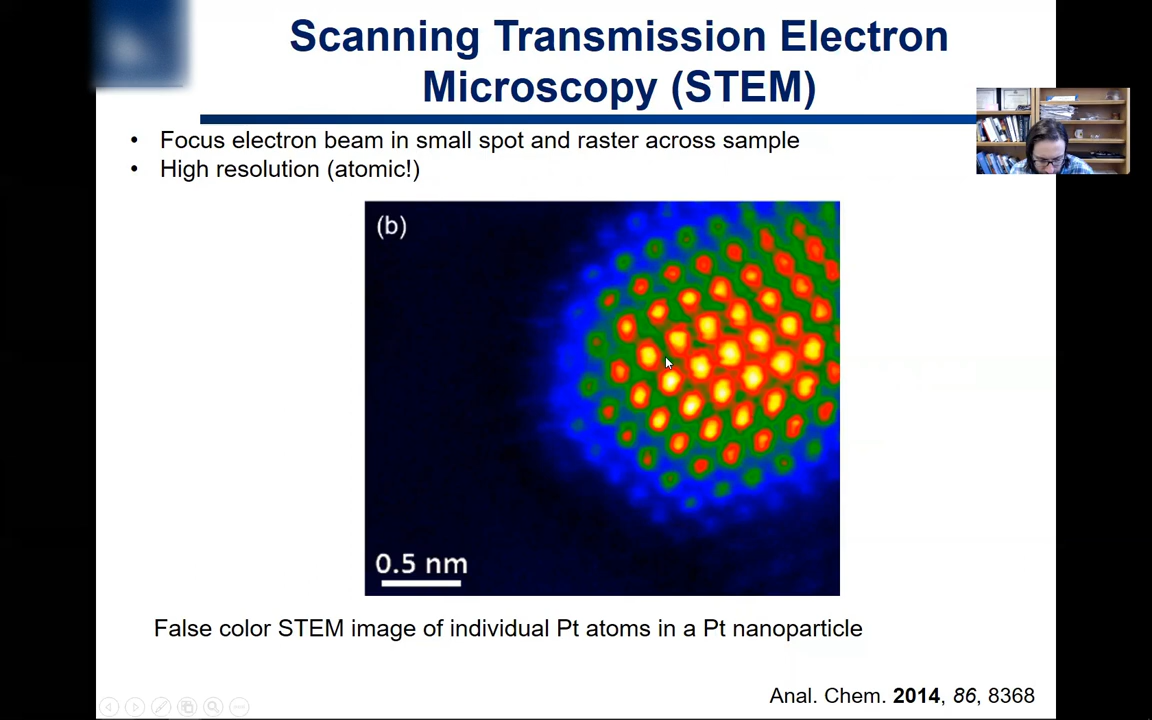 Scanning Transmission Electron
Microscopy (STEM)
• Focus electron beam in small spot and raster across sample
• High resolution (atomic!)
(b)
0.5 nm
False color STEM image of individual Pt atoms in a Pt nanoparticle
Anal. Chem. 2014, 86, 8368